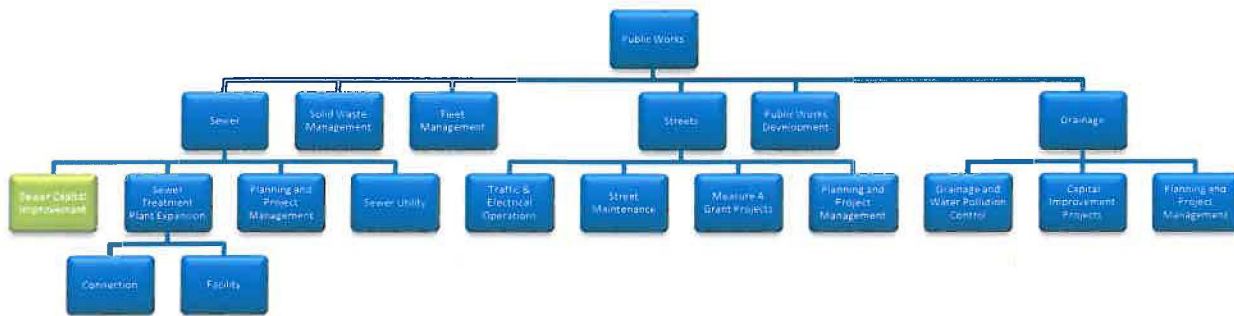 Public Works
Sewer
Solid Waste
Management
Fleet
Management
Streets
Public Works
Development
Drainage
Sewer Capital
Improvement
Sewer
Treatment
Plant Expansion
Planning and
Project
Management
Sewer Utility
Traffic &
Electrical
Operations
Street
Maintenance
Measure A
Grant Projects
Planning and
Project
Management
Drainage and
Water Pollution
Control
Capital
Improvement
Projects
Planning and
Project
Management
Connection
Facility